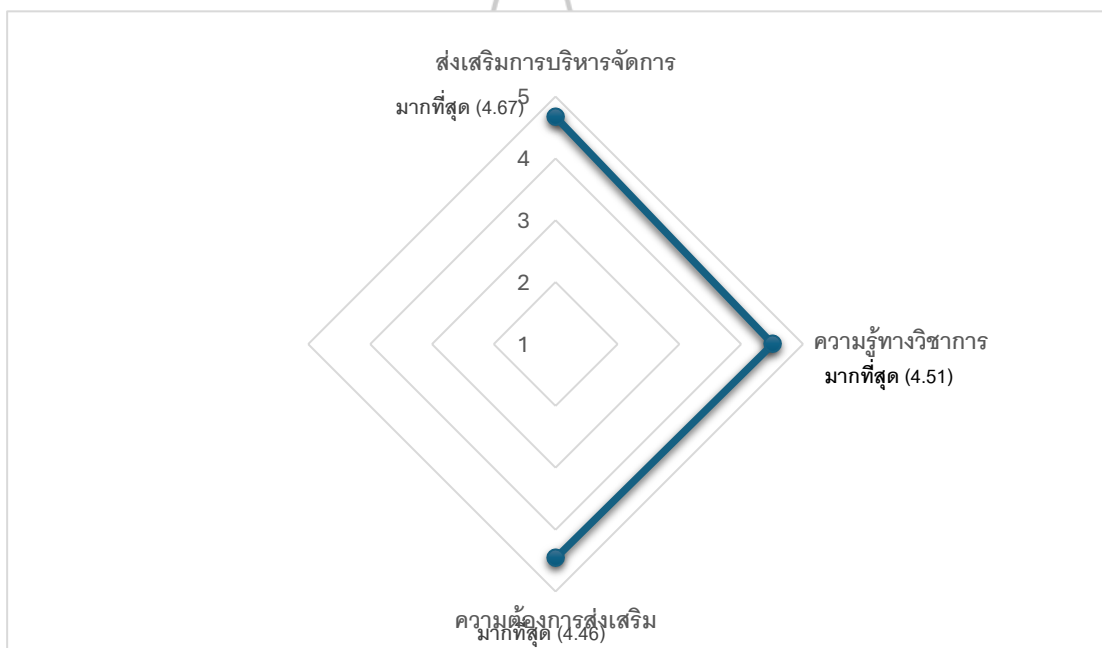 ส่งเสริมการบริหารจัดการ
มากที่สุด (4.67)
5
4
3
2
1
ความรู้ทางวิชาการ
มากที่สุด (4.51)
ความต้องการส่งเสริม
มากที่สุด (4.46)